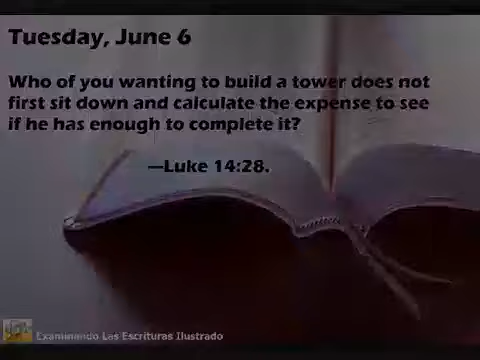 Tuesday, June 6
Who of you wanting to build a tower does not
first sit down and calculate the expense to see
if he has enough to complete it?
—Luke 14:28.
Examinando Las Escrituras Ilustrado